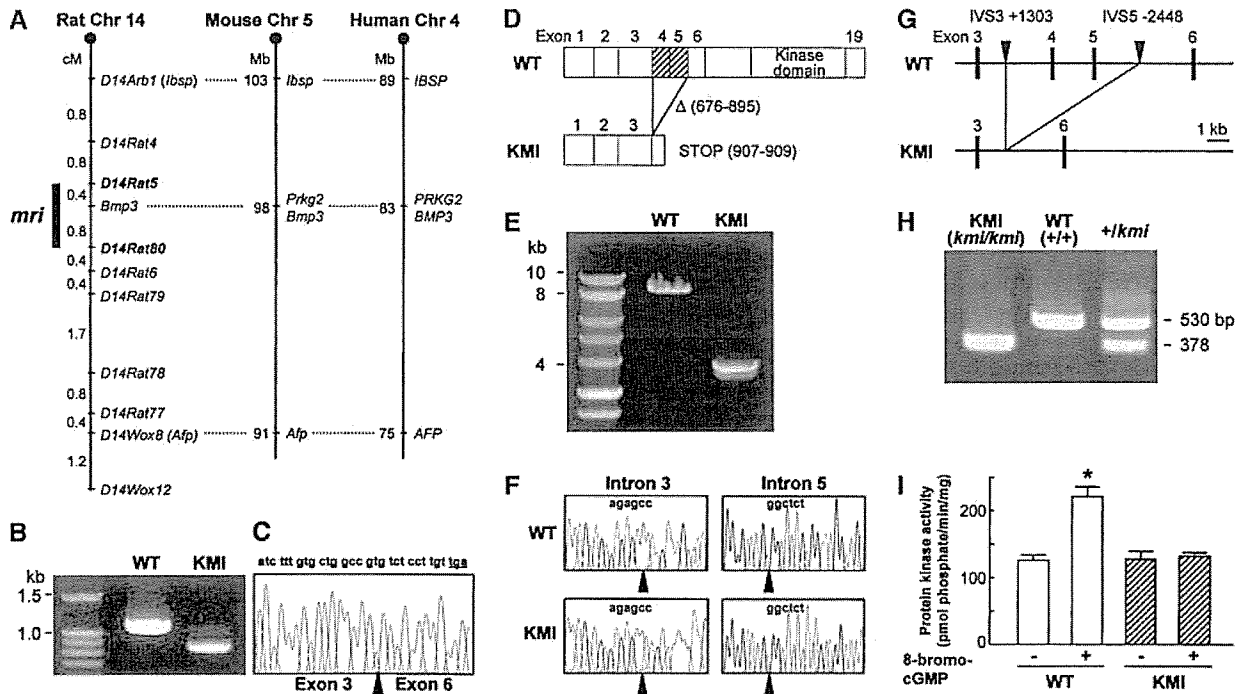 A
Rat Chr 14 Mouse Chr 5 Human Chr 4
cM Mb Mb
D14Arb1 (Ibsp) 103 Ibsp 89 IBSP
0.8
D14Rat4
0.8
D14Rat5
0.4
mri
Bmp3 98 Prkg2 Bmp3 83 PRKG2 BMP3
0.8
D14Rat80
0.4
D14Rat6
0.4
D14Rat79
1.7
D14Rat78
0.8
D14Rat77
0.4
D14Wox8 (Afp) 91 Afp 75 AFP
1.2
D14Wox12
B
WT KMI
kb
1.5
1.0
C
atc ttt gtg ctg gcc gtg tct cct tgt tga
Exon 3 Exon 6
D
Exon 1 2 3 4 5 6 19
WT
Kinase domain
Δ (676-895)
1 2 3
KMI
STOP (907-909)
E
WT KMI
kb
10
8
4
F
Intron 3 Intron 5
WT
agagcc ggctct
KMI
agagcc ggctct
G
IVS3 +1303 IVS5 -2448
Exon 3 4 5 6
WT
3 6
KMI
1 kb
H
KMI (kmi/kmi) WT (+/+) +/kmi
530 bp
378
I
Protein kinase activity
(pmol phosphate/min/mg)
200
100
0
*
8-bromo-cGMP - + - +
WT KMI